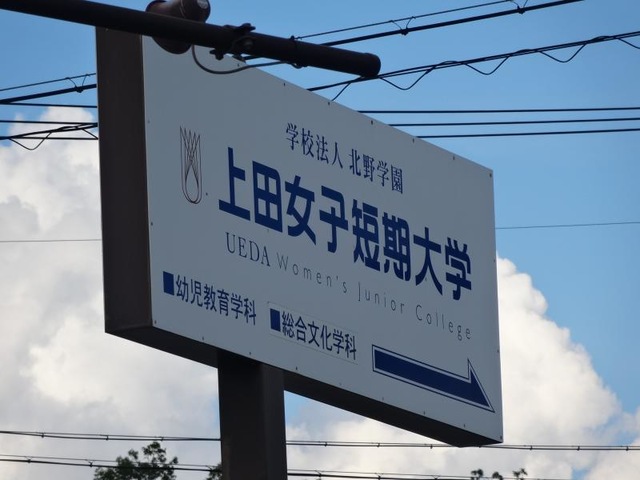 学校法人 北野学園
上田女子短期大学
UEDA Women's Junior College
■幼児教育学科 ■総合文化学科